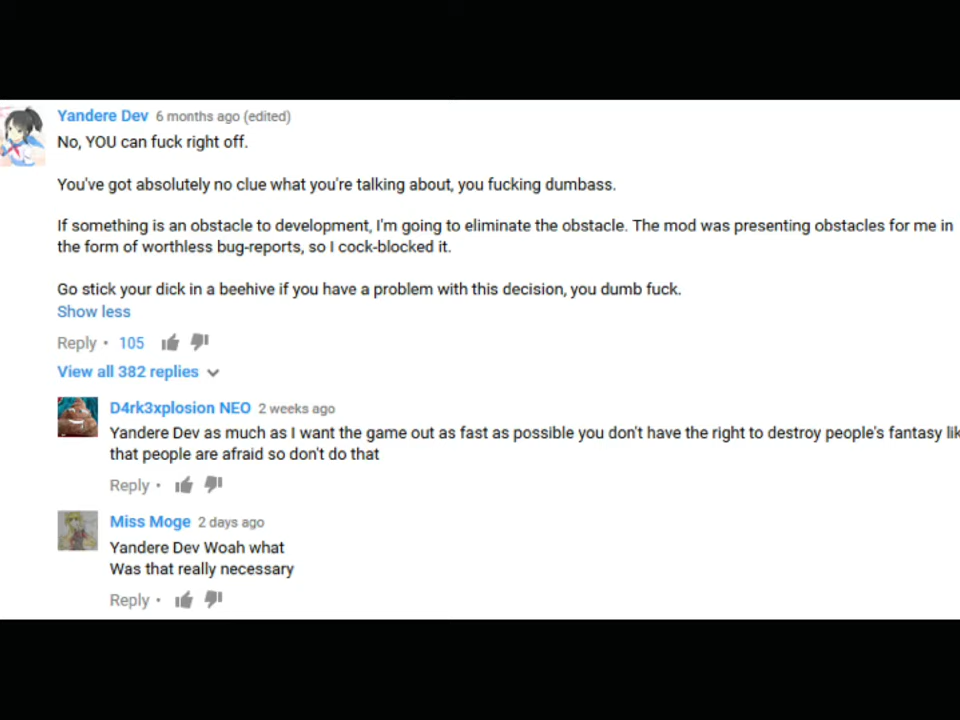 Yandere Dev 6 months ago (edited)
No, YOU can fuck right off.
You've got absolutely no clue what you're talking about, you fucking dumbass.
If something is an obstacle to development, I'm going to eliminate the obstacle. The mod was presenting obstacles for me in
the form of worthless bug-reports, so I cock-blocked it.
Go stick your dick in a beehive if you have a problem with this decision, you dumb fuck.
Show less
Reply • 105
View all 382 replies
D4rk3xplosion NEO 2 weeks ago
Yandere Dev as much as I want the game out as fast as possible you don't have the right to destroy people's fantasy lik
that people are afraid so don't do that
Reply •
Miss Moge 2 days ago
Yandere Dev Woah what
Was that really necessary
Reply •